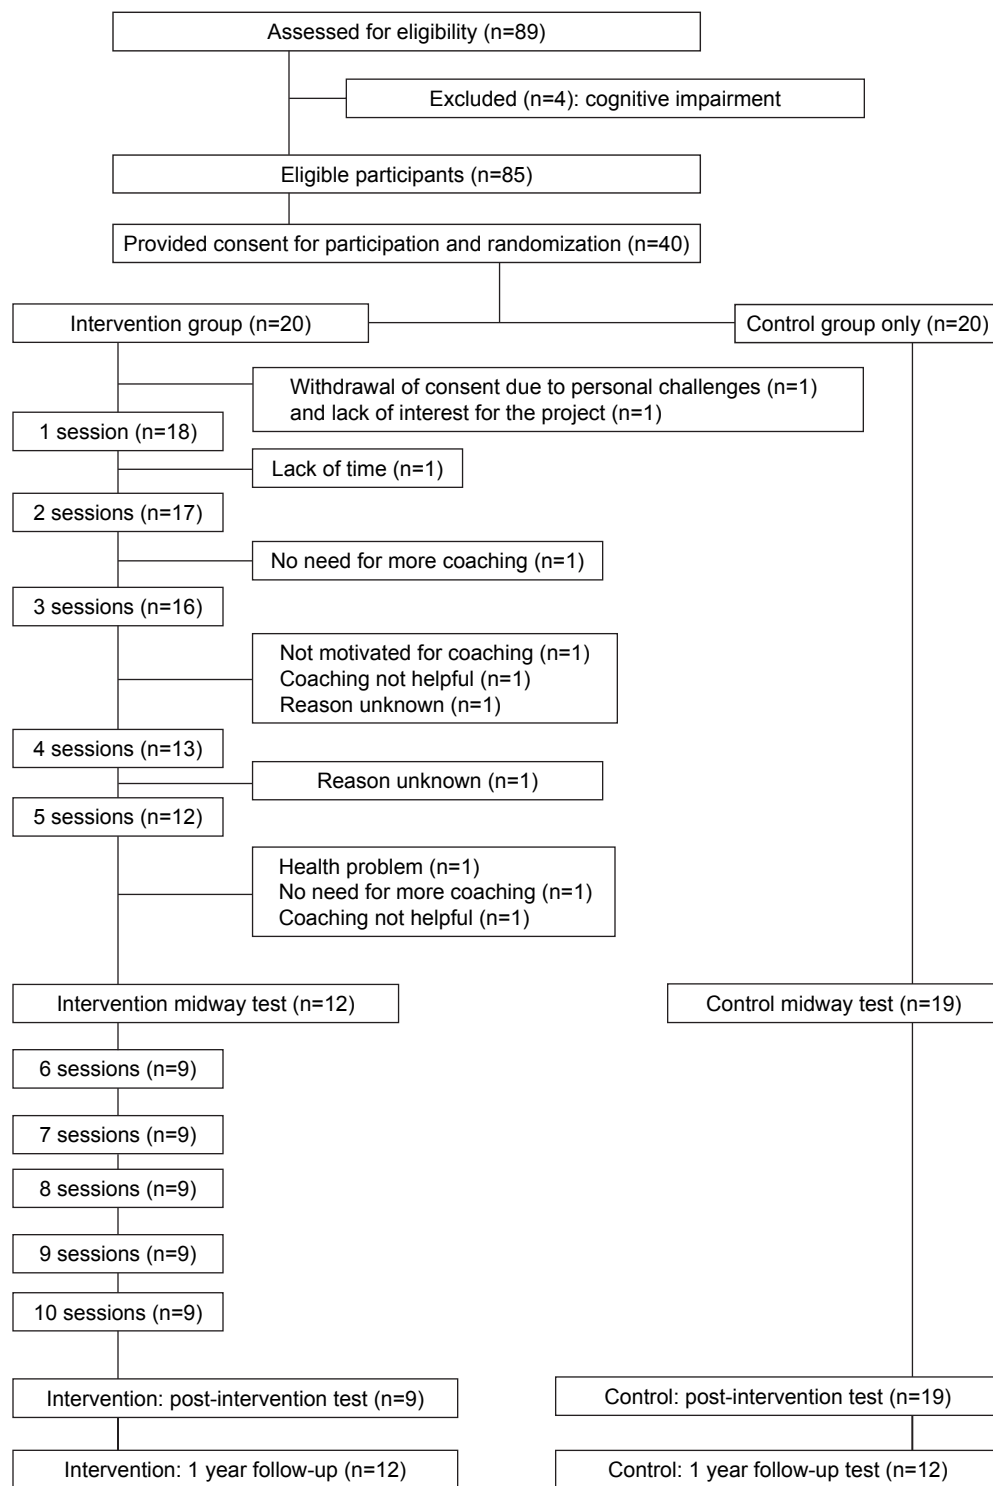 Assessed for eligibility (n=89)
Excluded (n=4): cognitive impairment
Eligible participants (n=85)
Provided consent for participation and randomization (n=40)
Intervention group (n=20)
Control group only (n=20)
Withdrawal of consent due to personal challenges (n=1)
and lack of interest for the project (n=1)
1 session (n=18)
Lack of time (n=1)
2 sessions (n=17)
No need for more coaching (n=1)
3 sessions (n=16)
Not motivated for coaching (n=1)
Coaching not helpful (n=1)
Reason unknown (n=1)
4 sessions (n=13)
Reason unknown (n=1)
5 sessions (n=12)
Health problem (n=1)
No need for more coaching (n=1)
Coaching not helpful (n=1)
Intervention midway test (n=12)
Control midway test (n=19)
6 sessions (n=9)
7 sessions (n=9)
8 sessions (n=9)
9 sessions (n=9)
10 sessions (n=9)
Intervention: post-intervention test (n=9)
Control: post-intervention test (n=19)
Intervention: 1 year follow-up (n=12)
Control: 1 year follow-up test (n=12)